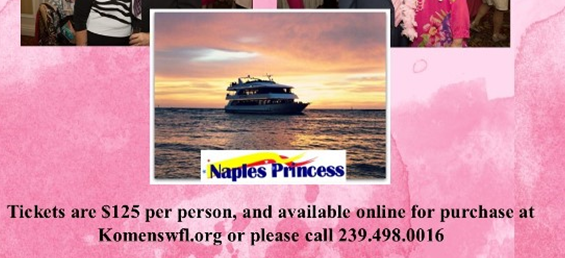 Naples Princess
Tickets are $125 per person, and available online for purchase at
Komenswfl.org or please call 239.498.0016